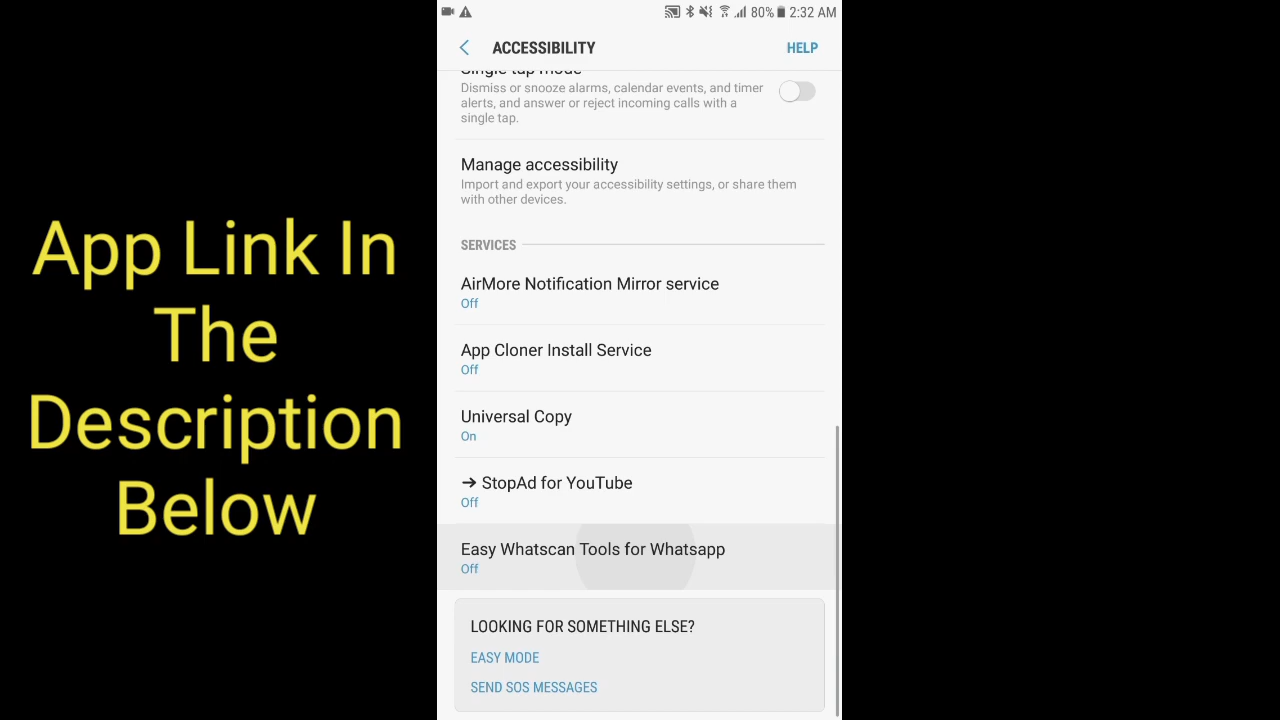 App Link In
The
Description
Below
80% 2:32 AM
ACCESSIBILITY
HELP
Single tap mode
Dismiss or snooze alarms, calendar events, and timer
alerts, and answer or reject incoming calls with a
single tap.
Manage accessibility
Import and export your accessibility settings, or share them
with other devices.
SERVICES
AirMore Notification Mirror service
Off
App Cloner Install Service
Off
Universal Copy
On
→ StopAd for YouTube
Off
Easy Whatscan Tools for Whatsapp
Off
LOOKING FOR SOMETHING ELSE?
EASY MODE
SEND SOS MESSAGES